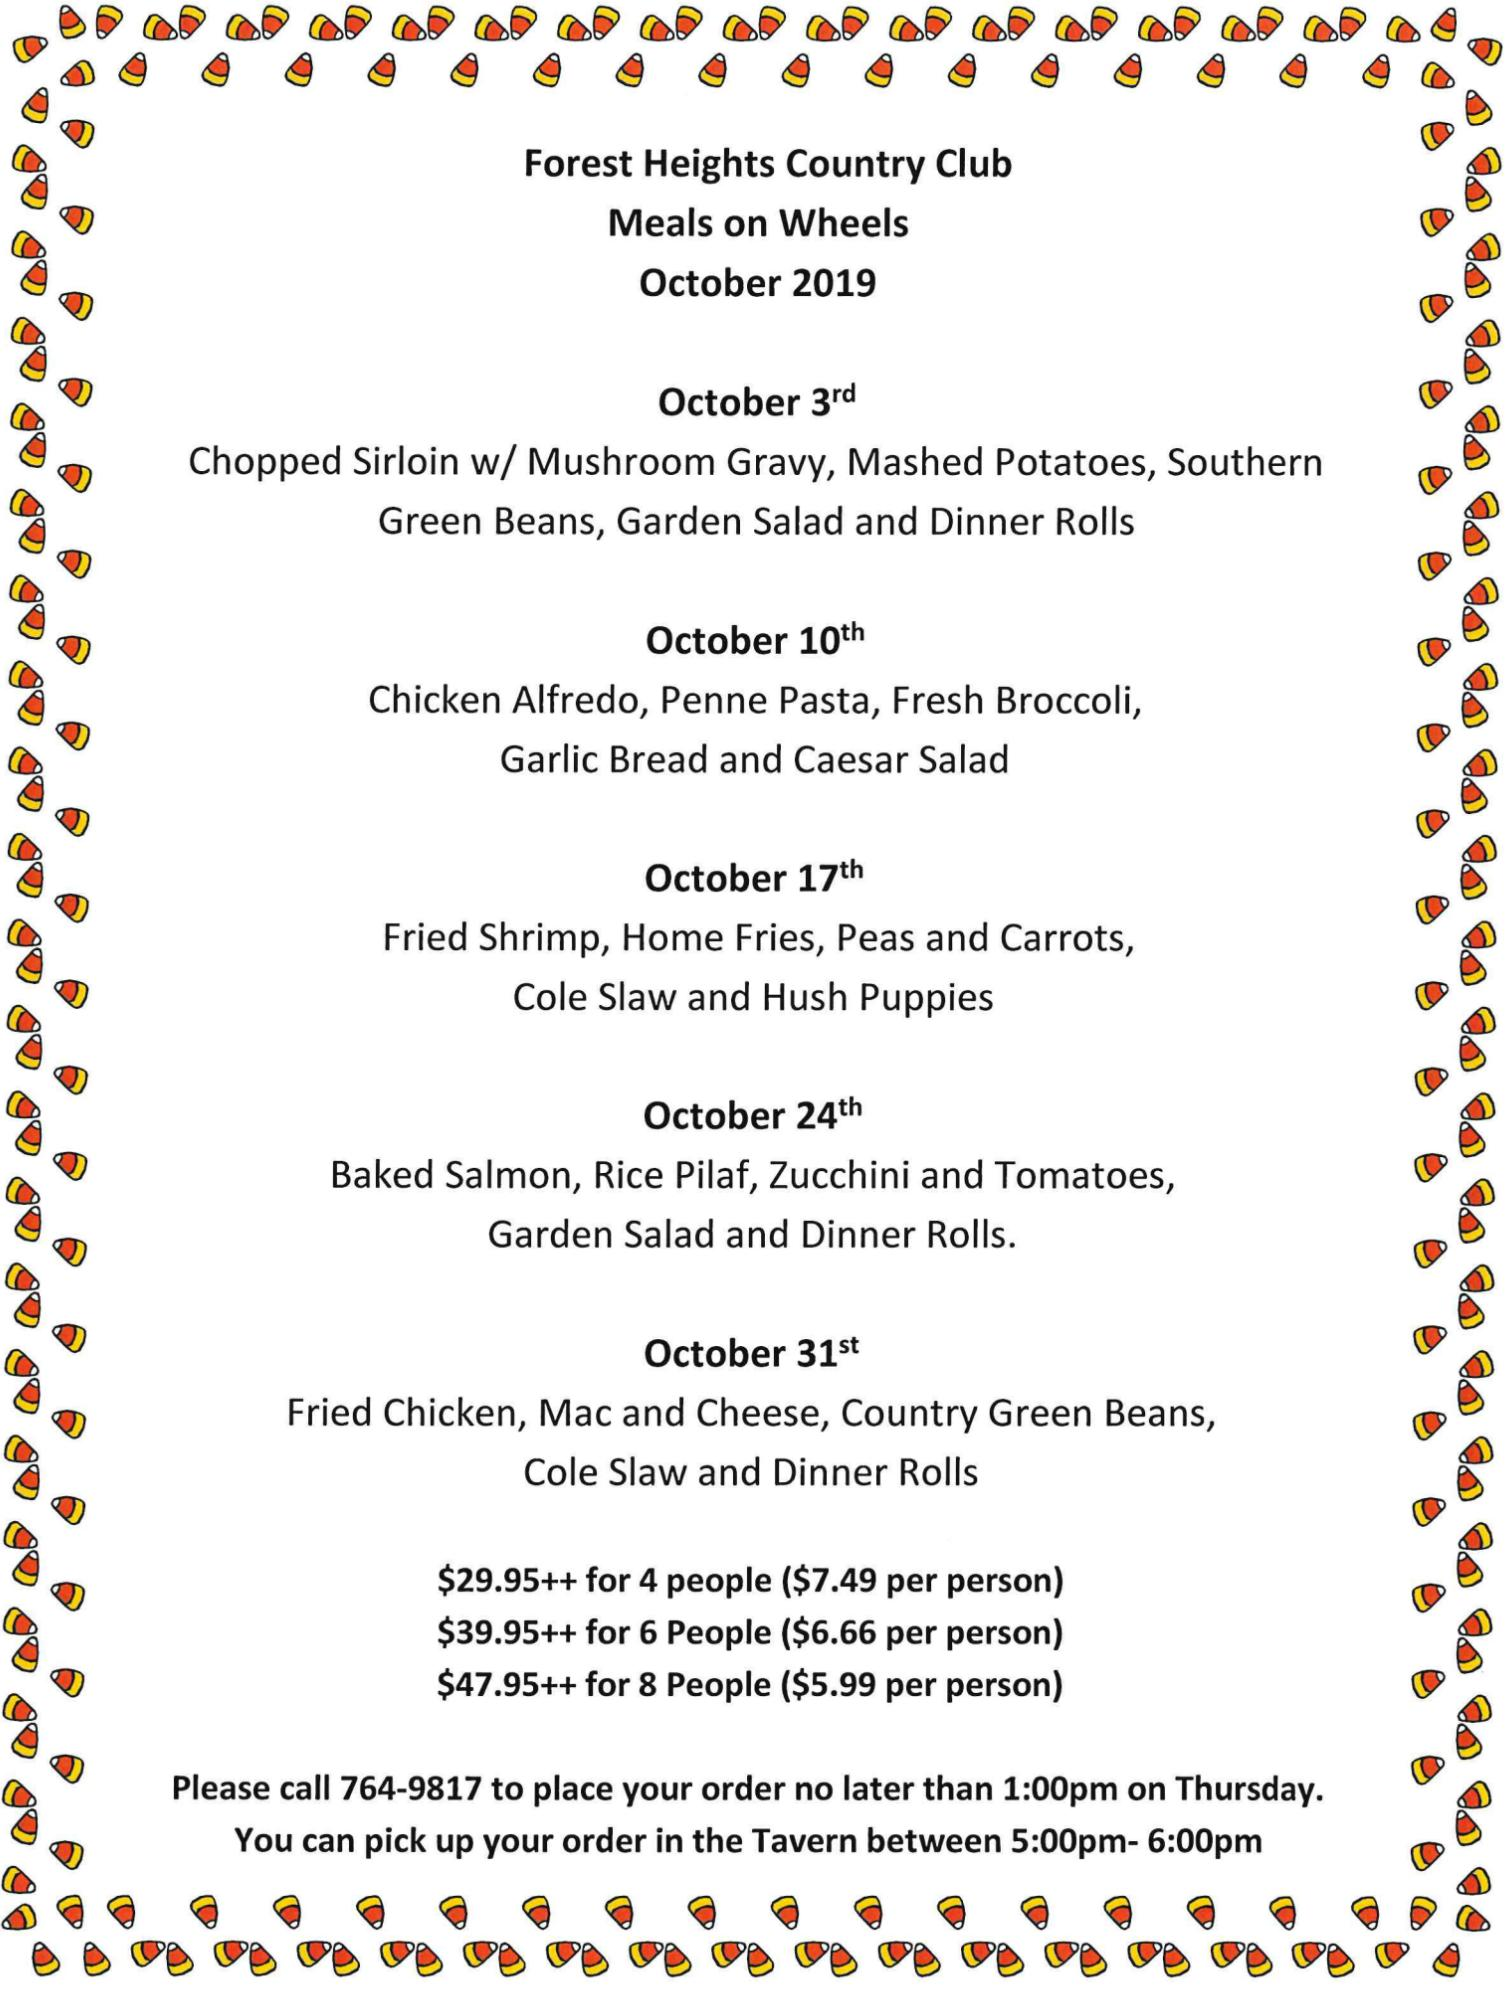 Forest Heights Country Club
Meals on Wheels
October 2019
October 3rd
Chopped Sirloin w/ Mushroom Gravy, Mashed Potatoes, Southern
Green Beans, Garden Salad and Dinner Rolls
October 10th
Chicken Alfredo, Penne Pasta, Fresh Broccoli,
Garlic Bread and Caesar Salad
October 17th
Fried Shrimp, Home Fries, Peas and Carrots,
Cole Slaw and Hush Puppies
October 24th
Baked Salmon, Rice Pilaf, Zucchini and Tomatoes,
Garden Salad and Dinner Rolls.
October 31st
Fried Chicken, Mac and Cheese, Country Green Beans,
Cole Slaw and Dinner Rolls
$29.95++ for 4 people ($7.49 per person)
$39.95++ for 6 People ($6.66 per person)
$47.95++ for 8 People ($5.99 per person)
Please call 764-9817 to place your order no later than 1:00pm on Thursday.
You can pick up your order in the Tavern between 5:00pm- 6:00pm